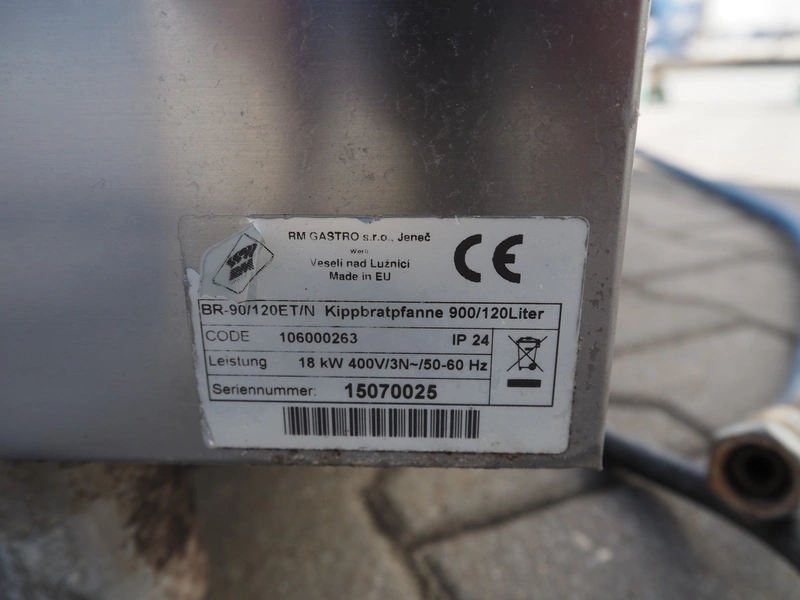 RM GASTRO s.r.o., Jeneč
Werk
Veselí nad Lužnicí
Made in EU
CE
BR-90/120ET/N Kippbratpfanne 900/120Liter
CODE 106000263 IP 24
Leistung 18 kW 400V/3N~/50-60 Hz
Seriennummer: 15070025